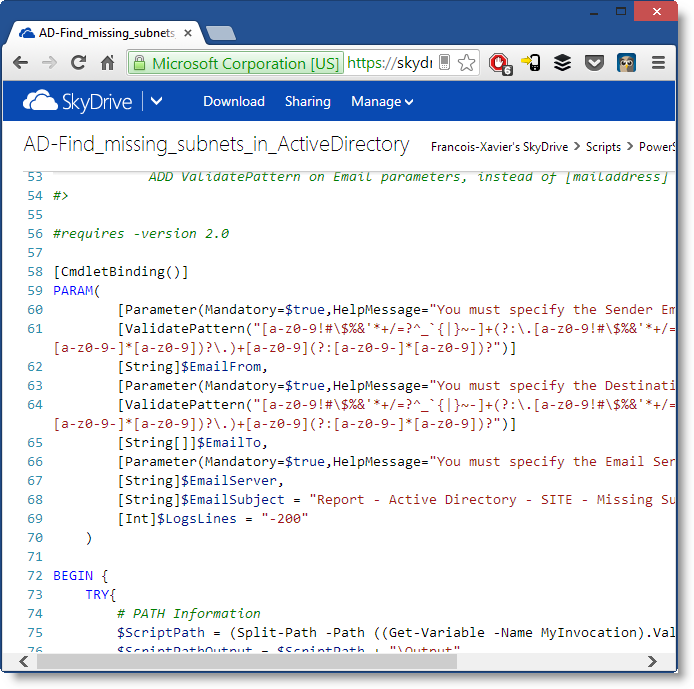 AD-Find_missing_subnets_
Microsoft Corporation [US] https://skydri
6
SkyDrive Download Sharing Manage
AD-Find_missing_subnets_in_ActiveDirectory Francois-Xavier's SkyDrive > Scripts > PowerS
53 ADD ValidatePattern on Email parameters, instead of [mailaddress]
54 #>
55
56 #requires -version 2.0
57
58 [CmdletBinding()]
59 PARAM(
60 [Parameter(Mandatory=$true,HelpMessage="You must specify the Sender Em
61 [ValidatePattern("[a-z0-9!#\$%&'*+/=?^_`{|}~-]+(?:\.[a-z0-9!#\$%&'*+/=
[a-z0-9-]*[a-z0-9])?\.)+[a-z0-9](?:[a-z0-9-]*[a-z0-9])?")]
62 [String]$EmailFrom,
63 [Parameter(Mandatory=$true,HelpMessage="You must specify the Destinati
64 [ValidatePattern("[a-z0-9!#\$%&'*+/=?^_`{|}~-]+(?:\.[a-z0-9!#\$%&'*+/=
[a-z0-9-]*[a-z0-9])?\.)+[a-z0-9](?:[a-z0-9-]*[a-z0-9])?")]
65 [String[]]$EmailTo,
66 [Parameter(Mandatory=$true,HelpMessage="You must specify the Email Ser
67 [String]$EmailServer,
68 [String]$EmailSubject = "Report - Active Directory - SITE - Missing Su
69 [Int]$LogsLines = "-200"
70 )
71
72 BEGIN {
73 TRY{
74 # PATH Information
75 $ScriptPath = (Split-Path -Path ((Get-Variable -Name MyInvocation).Val
76 $ScriptPathOutput = $ScriptPath + "\Output"